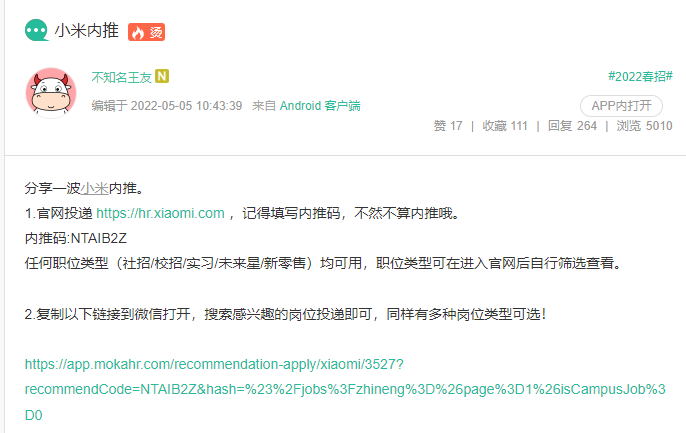 小米内推 烫
不知名王友 N
#2022春招#
编辑于 2022-05-05 10:43:39 来自 Android 客户端
APP内打开
赞 17 | 收藏 111 | 回复 264 | 浏览 5010
分享一波小米内推。
1.官网投递 https://hr.xiaomi.com ，记得填写内推码，不然不算内推哦。
内推码:NTAIB2Z
任何职位类型（社招/校招/实习/未来星/新零售）均可用，职位类型可在进入官网后自行筛选查看。
2.复制以下链接到微信打开，搜索感兴趣的岗位投递即可，同样有多种岗位类型可选！
https://app.mokahr.com/recommendation-apply/xiaomi/3527?
recommendCode=NTAIB2Z&hash=%23%2Fjobs%3Fzhineng%3D%26page%3D1%26isCampusJob%3
D0